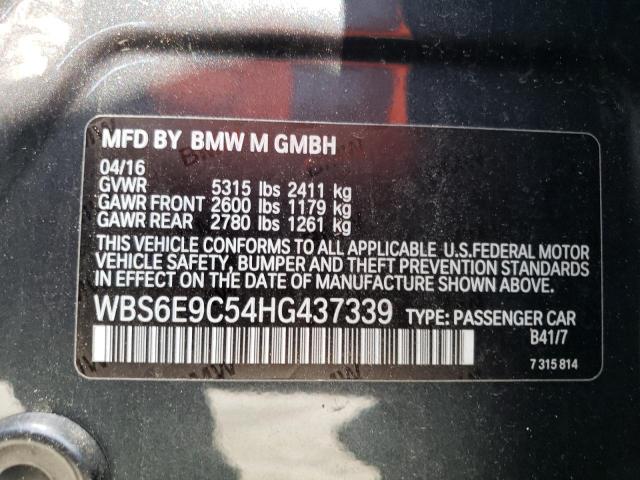 MFD BY BMW M GMBH
04/16
GVWR 5315 lbs 2411 kg
GAWR FRONT 2600 lbs 1179 kg
GAWR REAR 2780 lbs 1261 kg
THIS VEHICLE CONFORMS TO ALL APPLICABLE U.S.FEDERAL MOTOR
VEHICLE SAFETY, BUMPER AND THEFT PREVENTION STANDARDS
IN EFFECT ON THE DATE OF MANUFACTURE SHOWN ABOVE.
WBS6E9C54HG437339 TYPE: PASSENGER CAR
B41/7
7 315 814